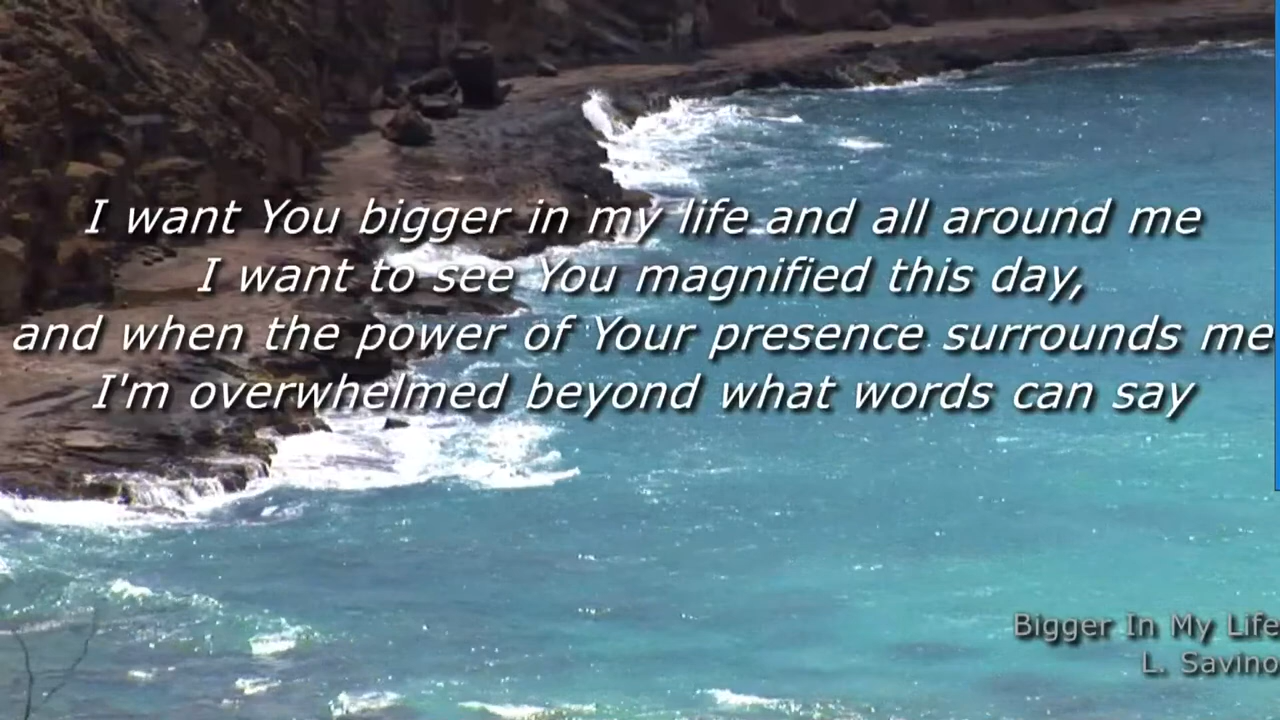 I want You bigger in my life and all around me
I want to see You magnified this day,
and when the power of Your presence surrounds me
I'm overwhelmed beyond what words can say
Bigger In My Life
L. Savino